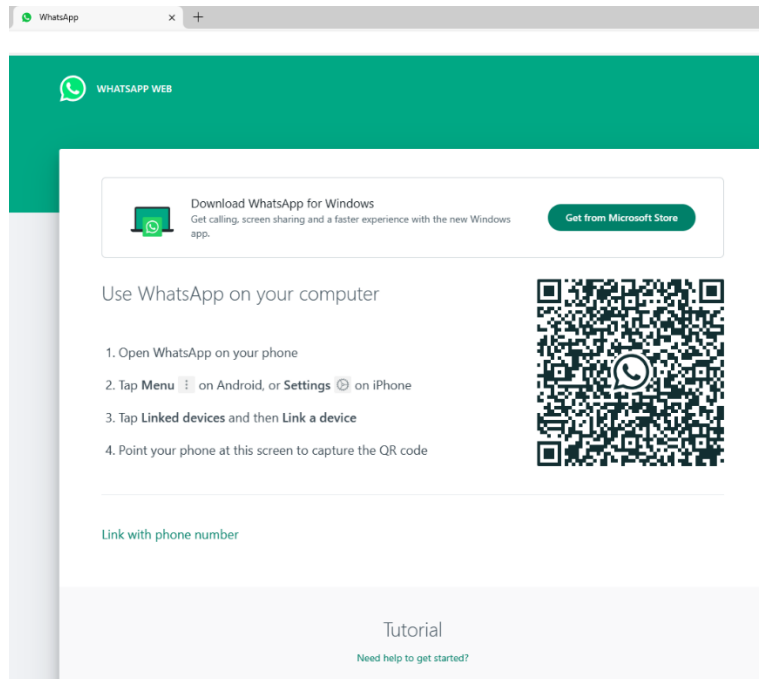 WhatsApp
WHATSAPP WEB
Download WhatsApp for Windows
Get calling, screen sharing and a faster experience with the new Windows
app.
Get from Microsoft Store
Use WhatsApp on your computer
1. Open WhatsApp on your phone
2. Tap Menu on Android, or Settings on iPhone
3. Tap Linked devices and then Link a device
4. Point your phone at this screen to capture the QR code
Link with phone number
Tutorial
Need help to get started?